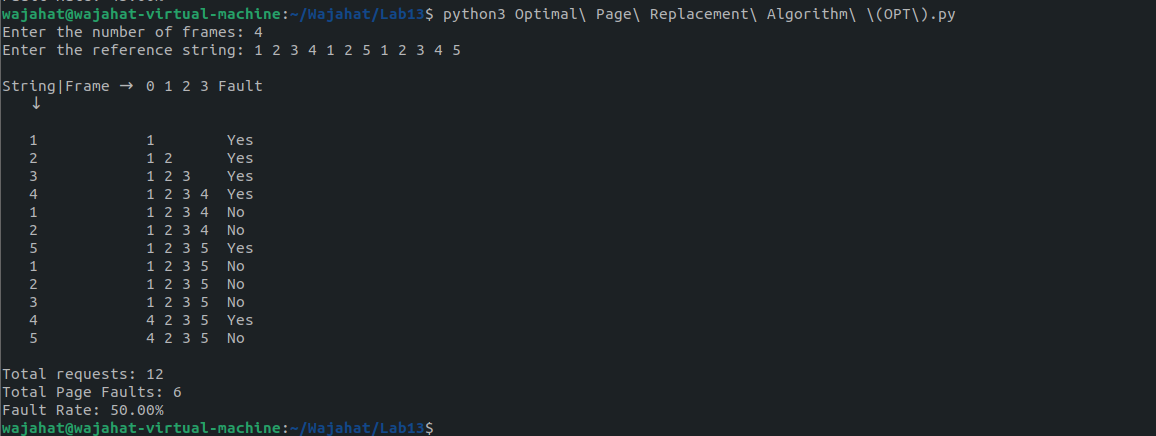 wajahat@wajahat-virtual-machine:~/Wajahat/Lab13$ python3 Optimal\ Page\ Replacement\ Algorithm\ \(OPT\).py
Enter the number of frames: 4
Enter the reference string: 1 2 3 4 1 2 5 1 2 3 4 5
String|Frame → 0 1 2 3 Fault
↓
1 1 Yes
2 1 2 Yes
3 1 2 3 Yes
4 1 2 3 4 Yes
1 1 2 3 4 No
2 1 2 3 4 No
5 1 2 3 5 Yes
1 1 2 3 5 No
2 1 2 3 5 No
3 1 2 3 5 No
4 4 2 3 5 Yes
5 4 2 3 5 No
Total requests: 12
Total Page Faults: 6
Fault Rate: 50.00%
wajahat@wajahat-virtual-machine:~/Wajahat/Lab13$